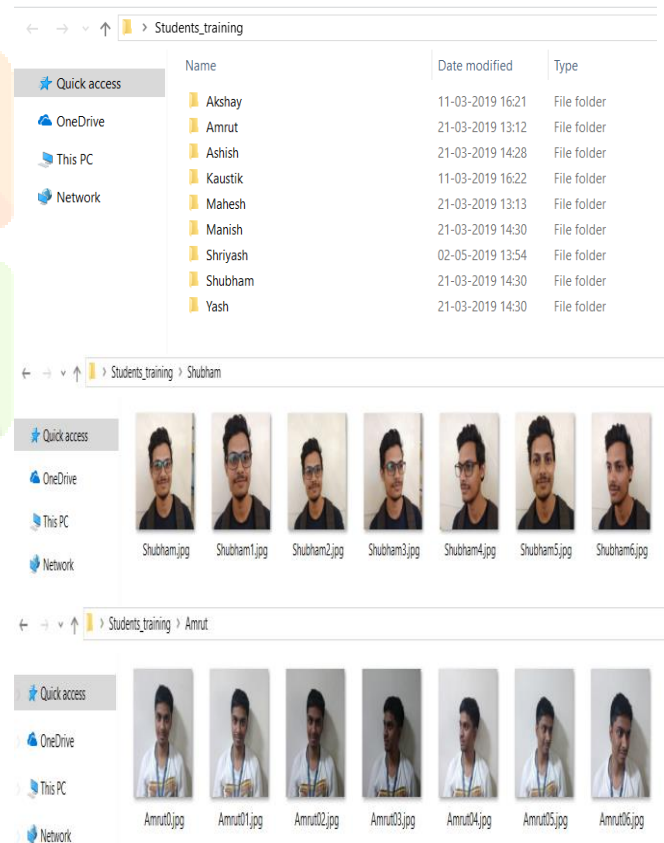 Students_training
Name Date modified Type
Quick access
Akshay 11-03-2019 16:21 File folder
OneDrive
Amrut 21-03-2019 13:12 File folder
Ashish 21-03-2019 14:28 File folder
This PC
Kaustik 11-03-2019 16:22 File folder
Network
Mahesh 21-03-2019 13:13 File folder
Manish 21-03-2019 14:30 File folder
Shriyash 02-05-2019 13:54 File folder
Shubham 21-03-2019 14:30 File folder
Yash 21-03-2019 14:30 File folder
Students_training > Shubham
Quick access
OneDrive
This PC
Network
Shubham.jpg Shubham1.jpg Shubham2.jpg Shubham3.jpg Shubham4.jpg Shubham5.jpg Shubham6.jpg
Students_training > Amrut
Quick access
OneDrive
This PC
Network
Amrut0.jpg Amrut01.jpg Amrut02.jpg Amrut03.jpg Amrut04.jpg Amrut05.jpg Amrut06.jpg